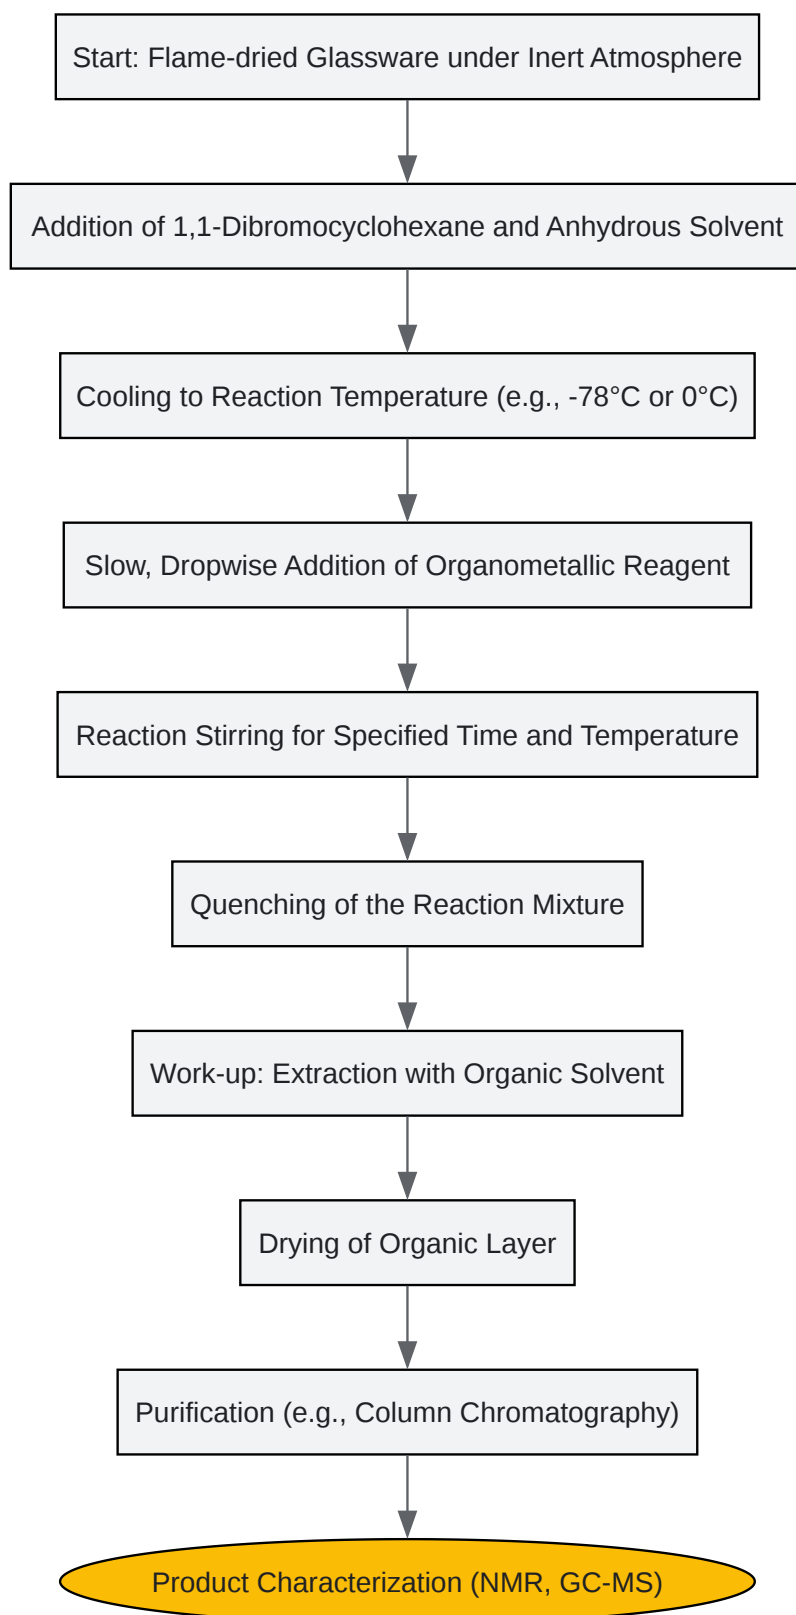 Start: Flame-dried Glassware under Inert Atmosphere
Addition of 1,1-Dibromocyclohexane and Anhydrous Solvent
Cooling to Reaction Temperature (e.g., -78°C or 0°C)
Slow, Dropwise Addition of Organometallic Reagent
Reaction Stirring for Specified Time and Temperature
Quenching of the Reaction Mixture
Work-up: Extraction with Organic Solvent
Drying of Organic Layer
Purification (e.g., Column Chromatography)
Product Characterization (NMR, GC-MS)